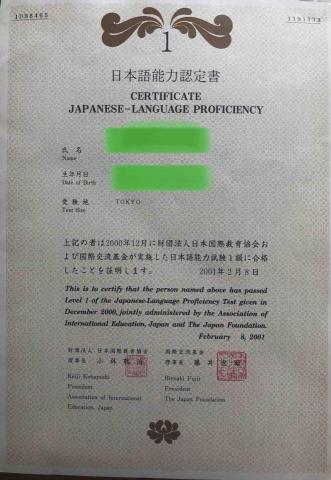 1
日本語能力認定書
CERTIFICATE
JAPANESE-LANGUAGE PROFICIENCY
氏名
Name
生年月日
Date of Birth
受験地 TOKYO
Test Site
上記の者は2000年12月に財団法人日本国際教育協会お
よび国際交流基金が実施した日本語能力試験1級に合格
したことを証明します。 2001年2月8日
This is to certify that the person named above has passed
Level 1 of the Japanese-Language Proficiency Test given in
December 2000, jointly administered by the Association of
International Education, Japan and The Japan Foundation.
February 8, 2001
財団法人 日本国際教育協会 国際交流基金
理事長 小林 理事長 藤井
Keiji Kobayashi Hiroaki Fujii
President President
Association of International The Japan Foundation
Education, Japan